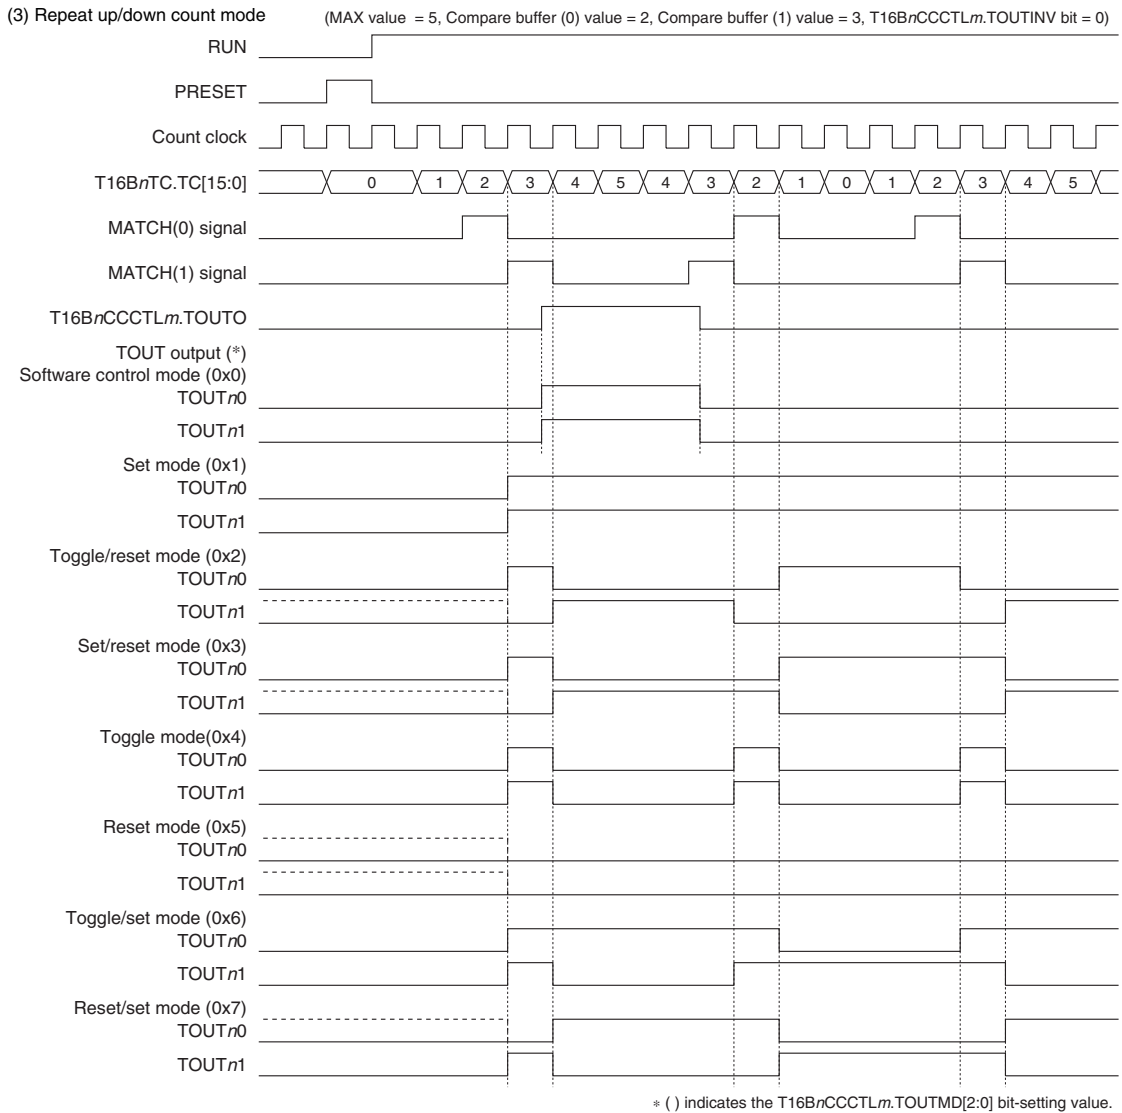 (3) Repeat up/down count mode (MAX value = 5, Compare buffer (0) value = 2, Compare buffer (1) value = 3, T16BnCCCTLm.TOUTINV bit = 0)
RUN
PRESET
Count clock
T16BnTC.TC[15:0] 0 1 2 3 4 5 4 3 2 1 0 1 2 3 4 5
MATCH(0) signal
MATCH(1) signal
T16BnCCCTLm.TOUTO
TOUT output (*)
Software control mode (0x0)
TOUTn0
TOUTn1
Set mode (0x1)
TOUTn0
TOUTn1
Toggle/reset mode (0x2)
TOUTn0
TOUTn1
Set/reset mode (0x3)
TOUTn0
TOUTn1
Toggle mode(0x4)
TOUTn0
TOUTn1
Reset mode (0x5)
TOUTn0
TOUTn1
Toggle/set mode (0x6)
TOUTn0
TOUTn1
Reset/set mode (0x7)
TOUTn0
TOUTn1
* ( ) indicates the T16BnCCCTLm.TOUTMD[2:0] bit-setting value.